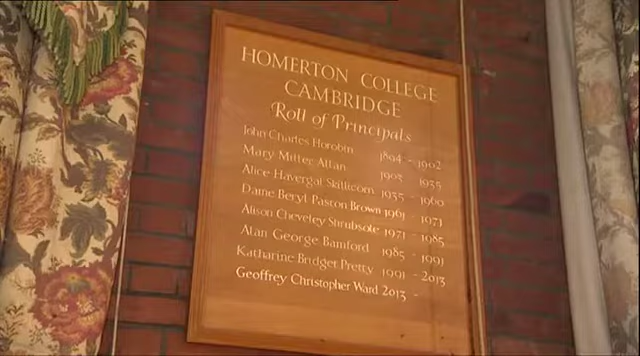 HOMERTON COLLEGE
CAMBRIDGE
Roll of Principals
John Charles Horobin 1894 - 1902
Mary Miller Allan 1903 - 1935
Alice Havergal Skillicorn 1935 - 1960
Dame Beryl Paston Brown 1961 - 1971
Alison Cheveley Shrubsole 1971 - 1985
Alan George Bamford 1985 - 1991
Katharine Bridget Pretty 1991 - 2013
Geoffrey Christopher Ward 2013 -